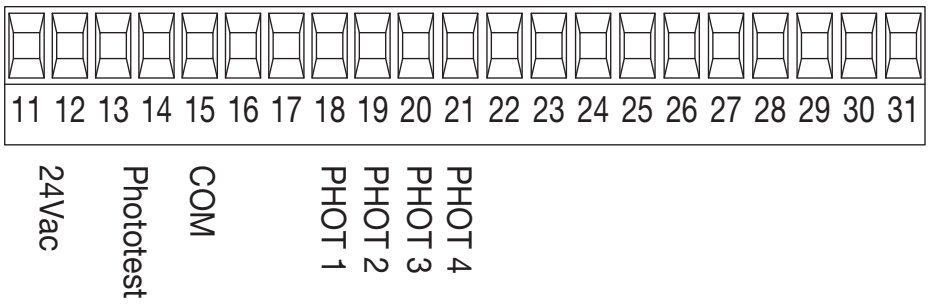 11 12 13 14 15 16 17 18 19 20 21 22 23 24 25 26 27 28 29 30 31
24Vac
Phototest
COM
PHOT 1
PHOT 2
PHOT 3
PHOT 4